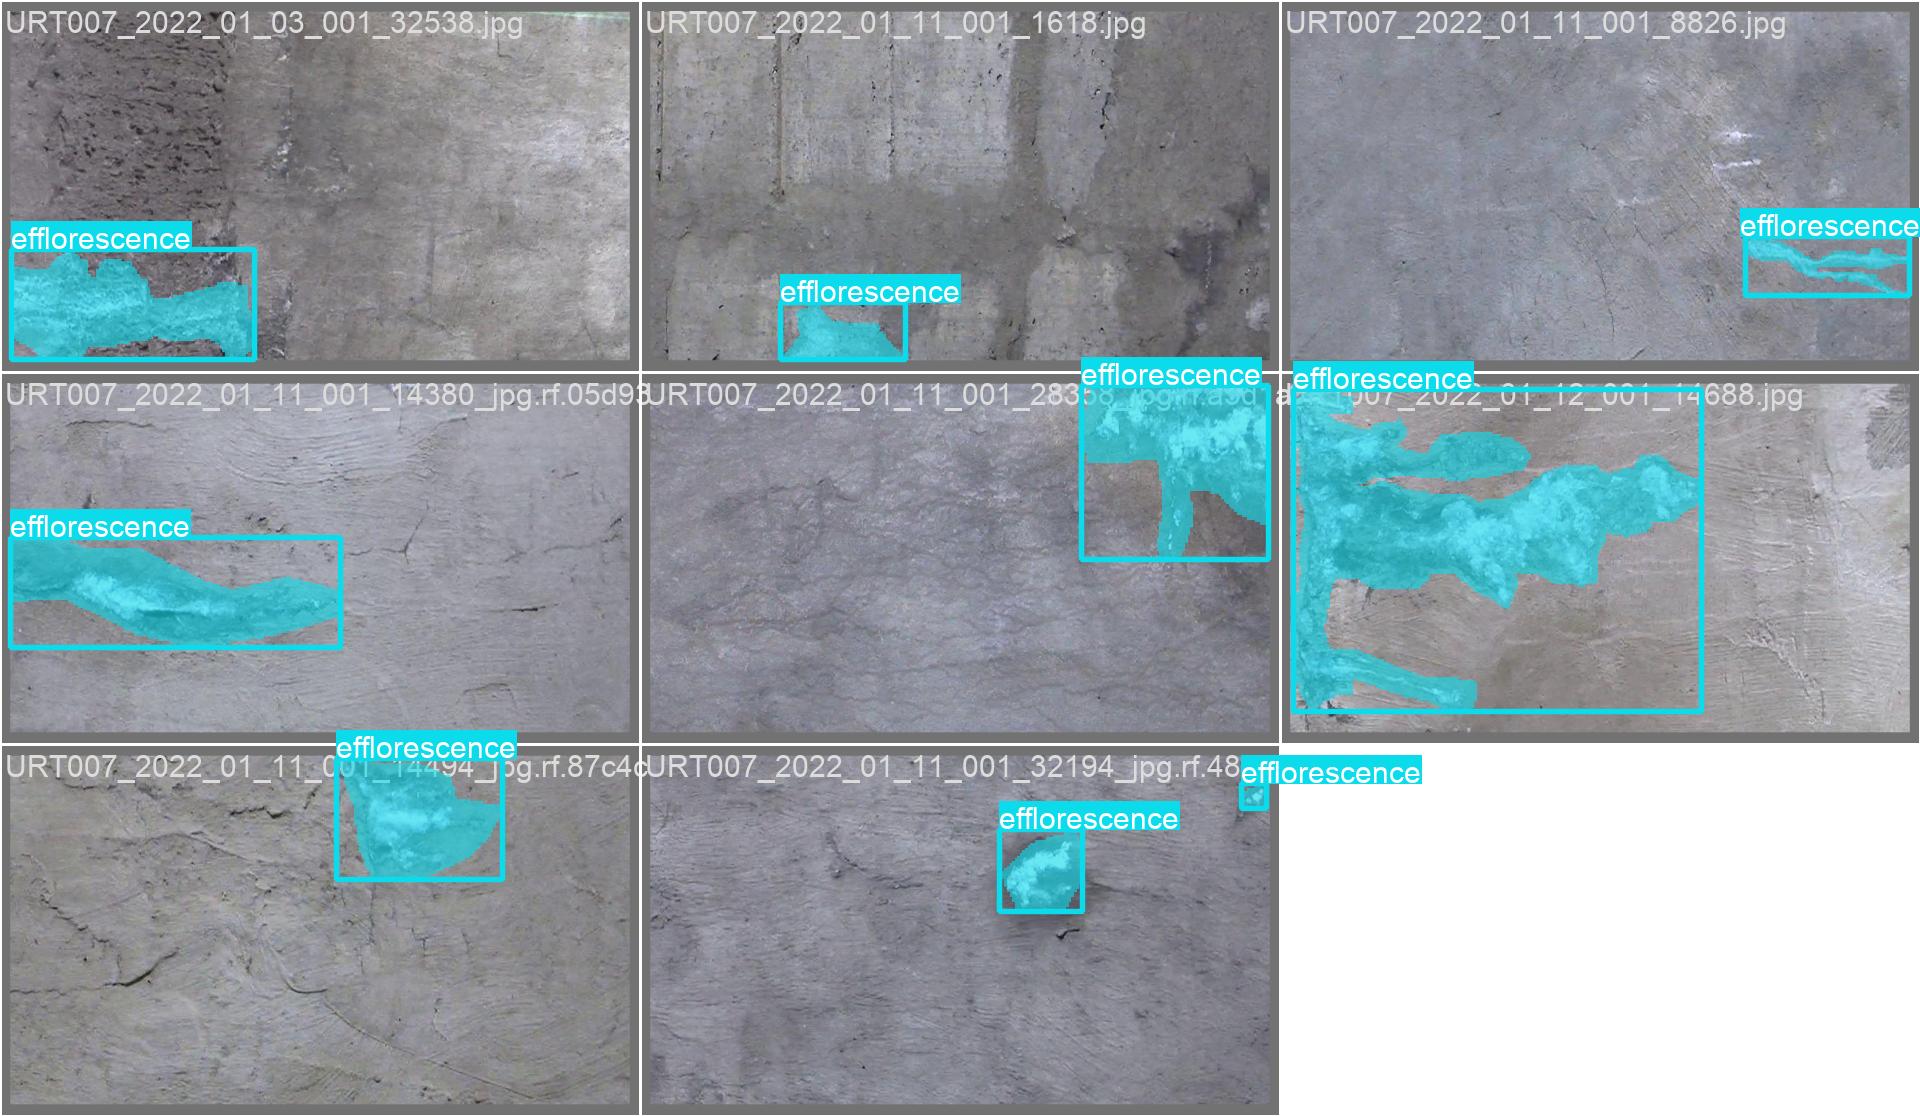 URT007_2022_01_03_001_32538.jpg
efflorescence
URT007_2022_01_11_001_1618.jpg
efflorescence
URT007_2022_01_11_001_8826.jpg
efflorescence
URT007_2022_01_11_001_14380_jpg.rf.05d93
efflorescence
efflorescence
efflorescence
URT007_2022_01_11_001_14494_jpg.rf.87c4c
efflorescence
URT007_2022_01_11_001_32194_jpg.rf.48
efflorescence
efflorescence